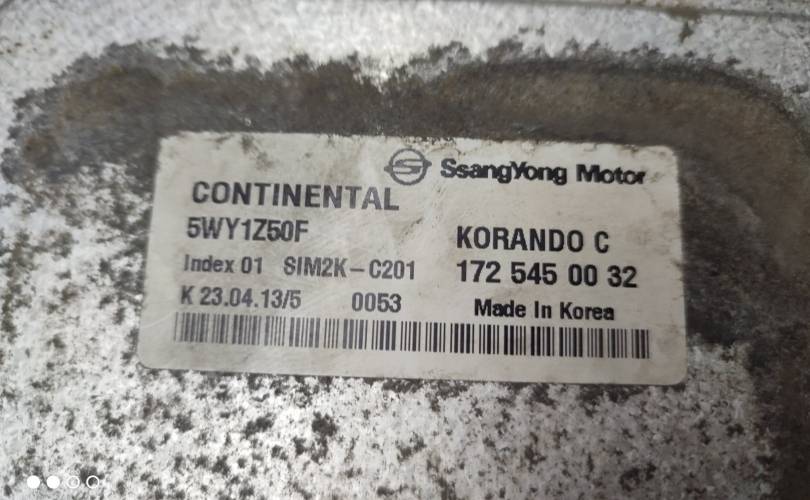 SsangYong Motor
CONTINENTAL
5WY1Z50F
KORANDO C
Index 01 SIM2K-C201
172 545 00 32
K 23.04.13/5 0053
Made In Korea